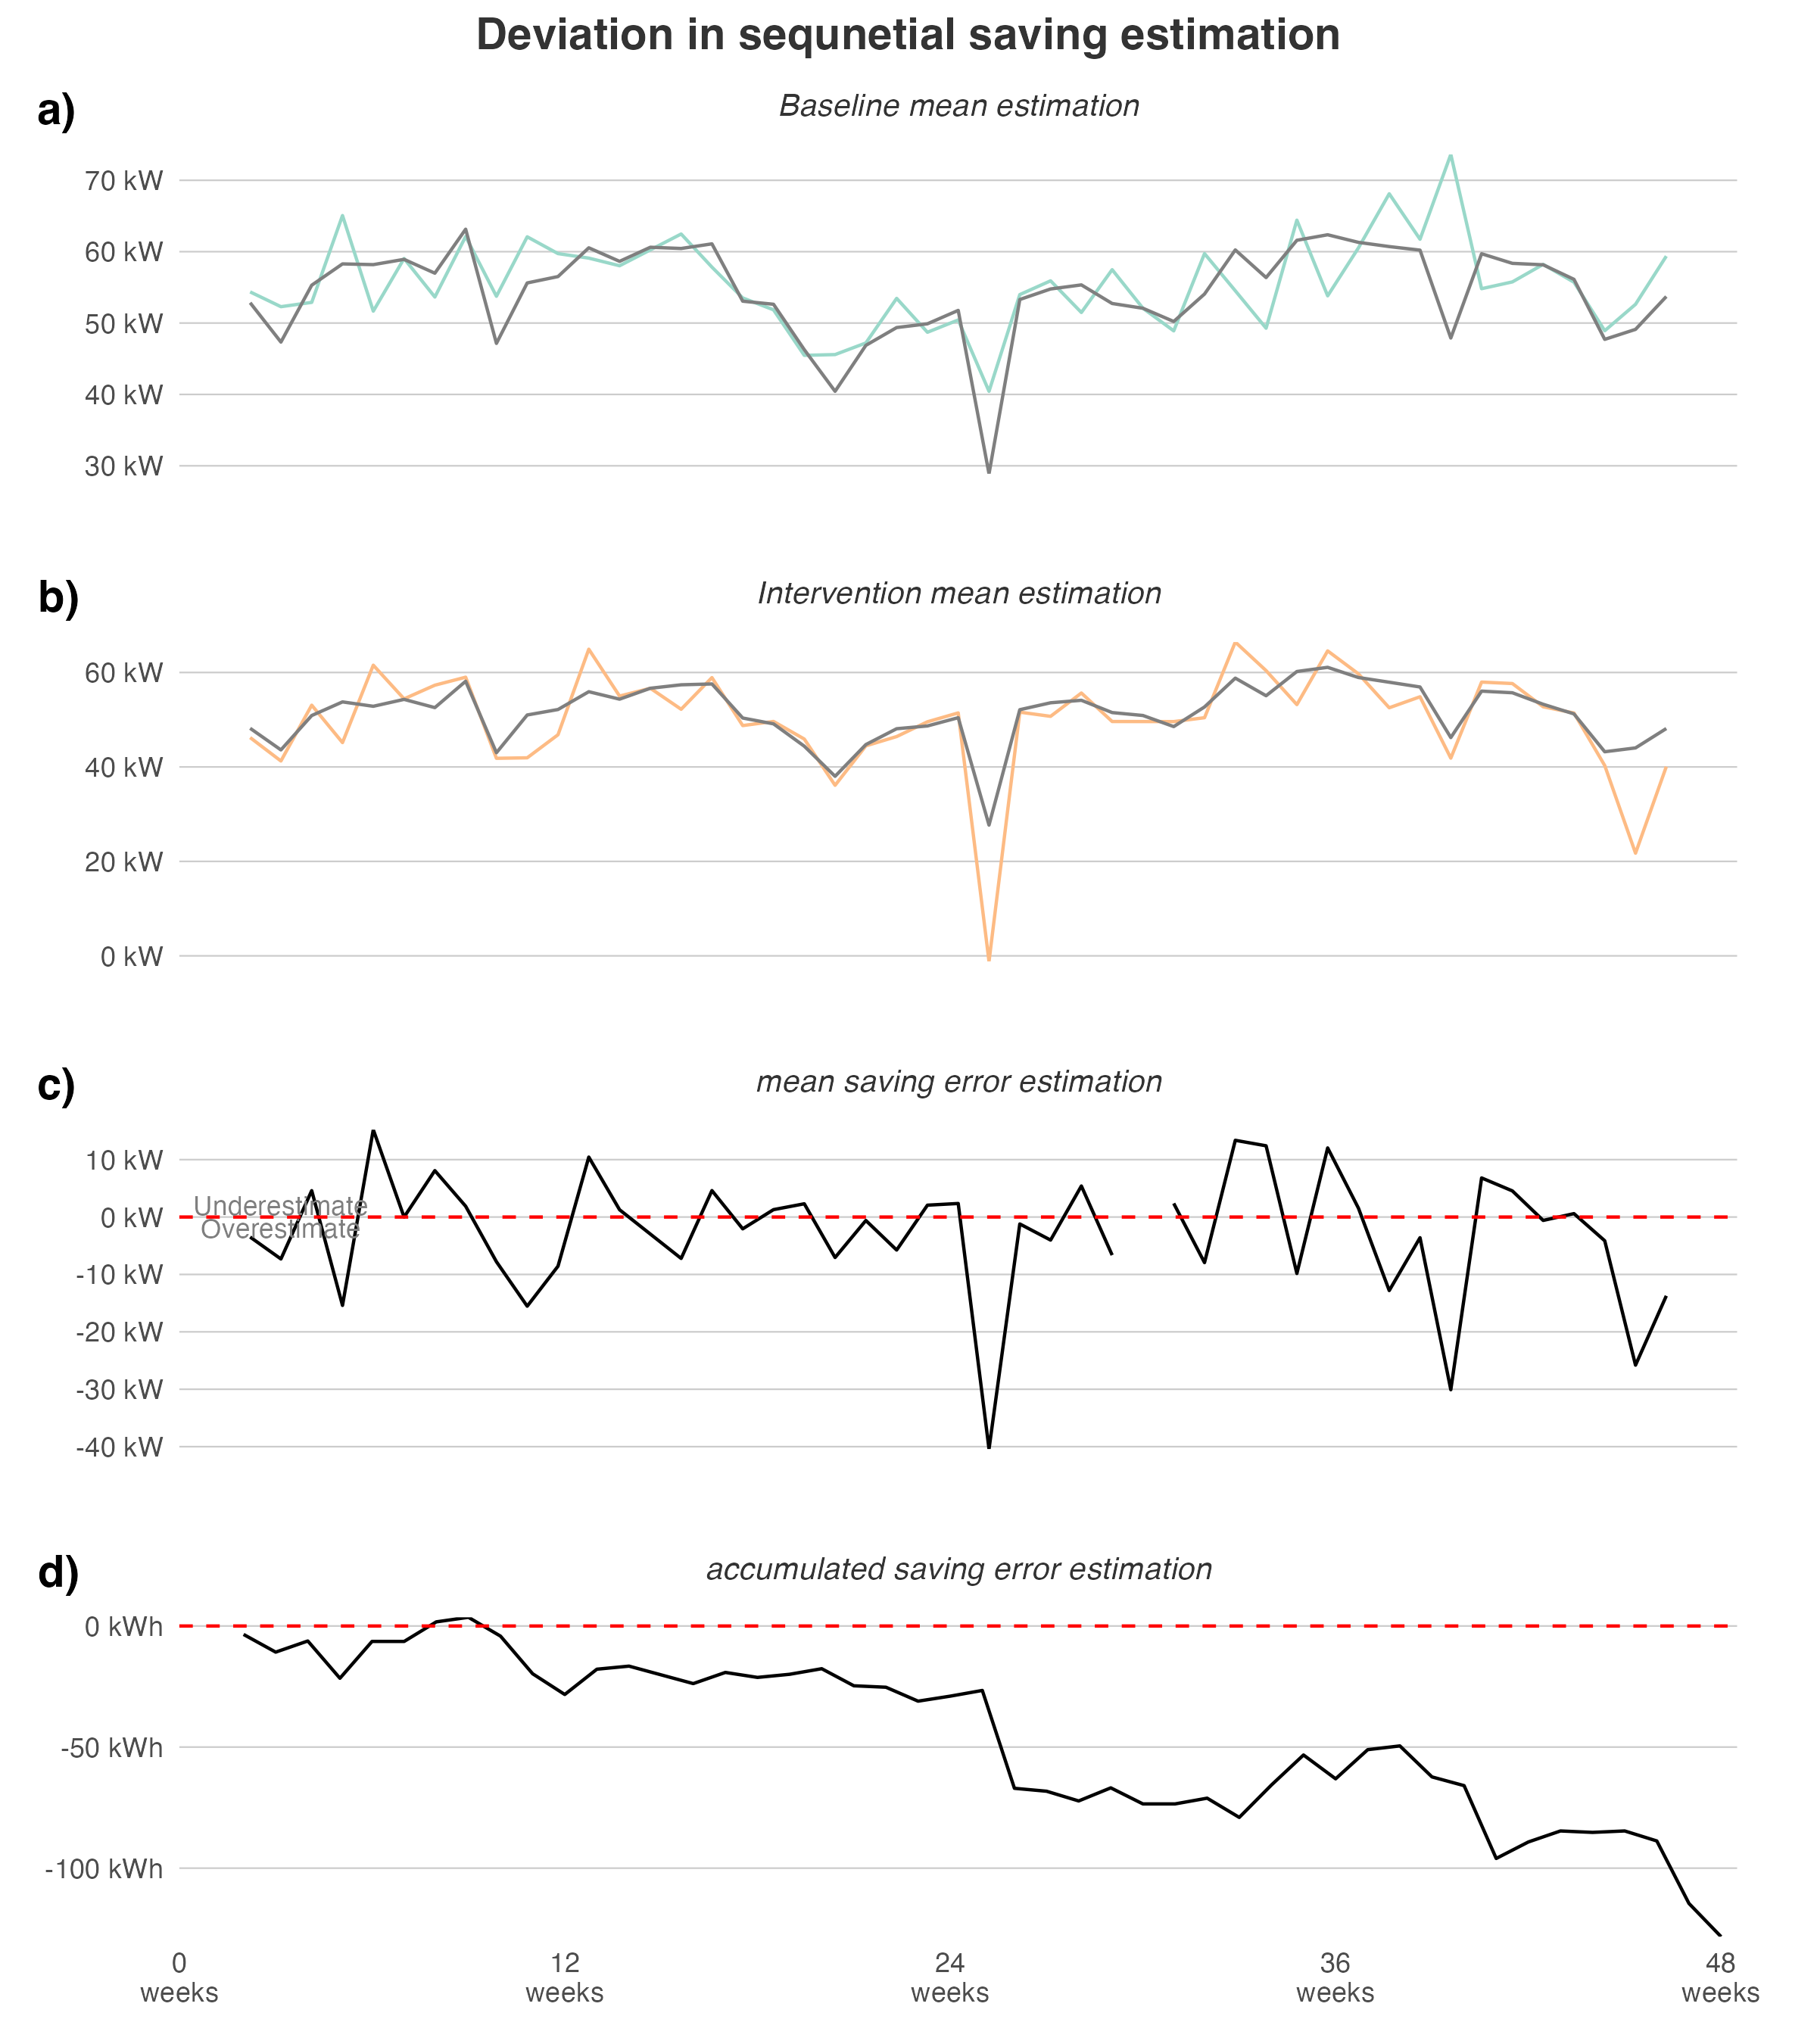 Deviation in sequnetial saving estimation
a)
Baseline mean estimation
70 kW
60 kW
50 kW
40 kW
30 kW
b)
Intervention mean estimation
60 kW
40 kW
20 kW
0 kW
c)
mean saving error estimation
10 kW
Underestimate
0 kW
Overestimate
-10 kW
-20 kW
-30 kW
-40 kW
d)
accumulated saving error estimation
0 kWh
-50 kWh
-100 kWh
0 12 24 36 48
weeks weeks weeks weeks weeks